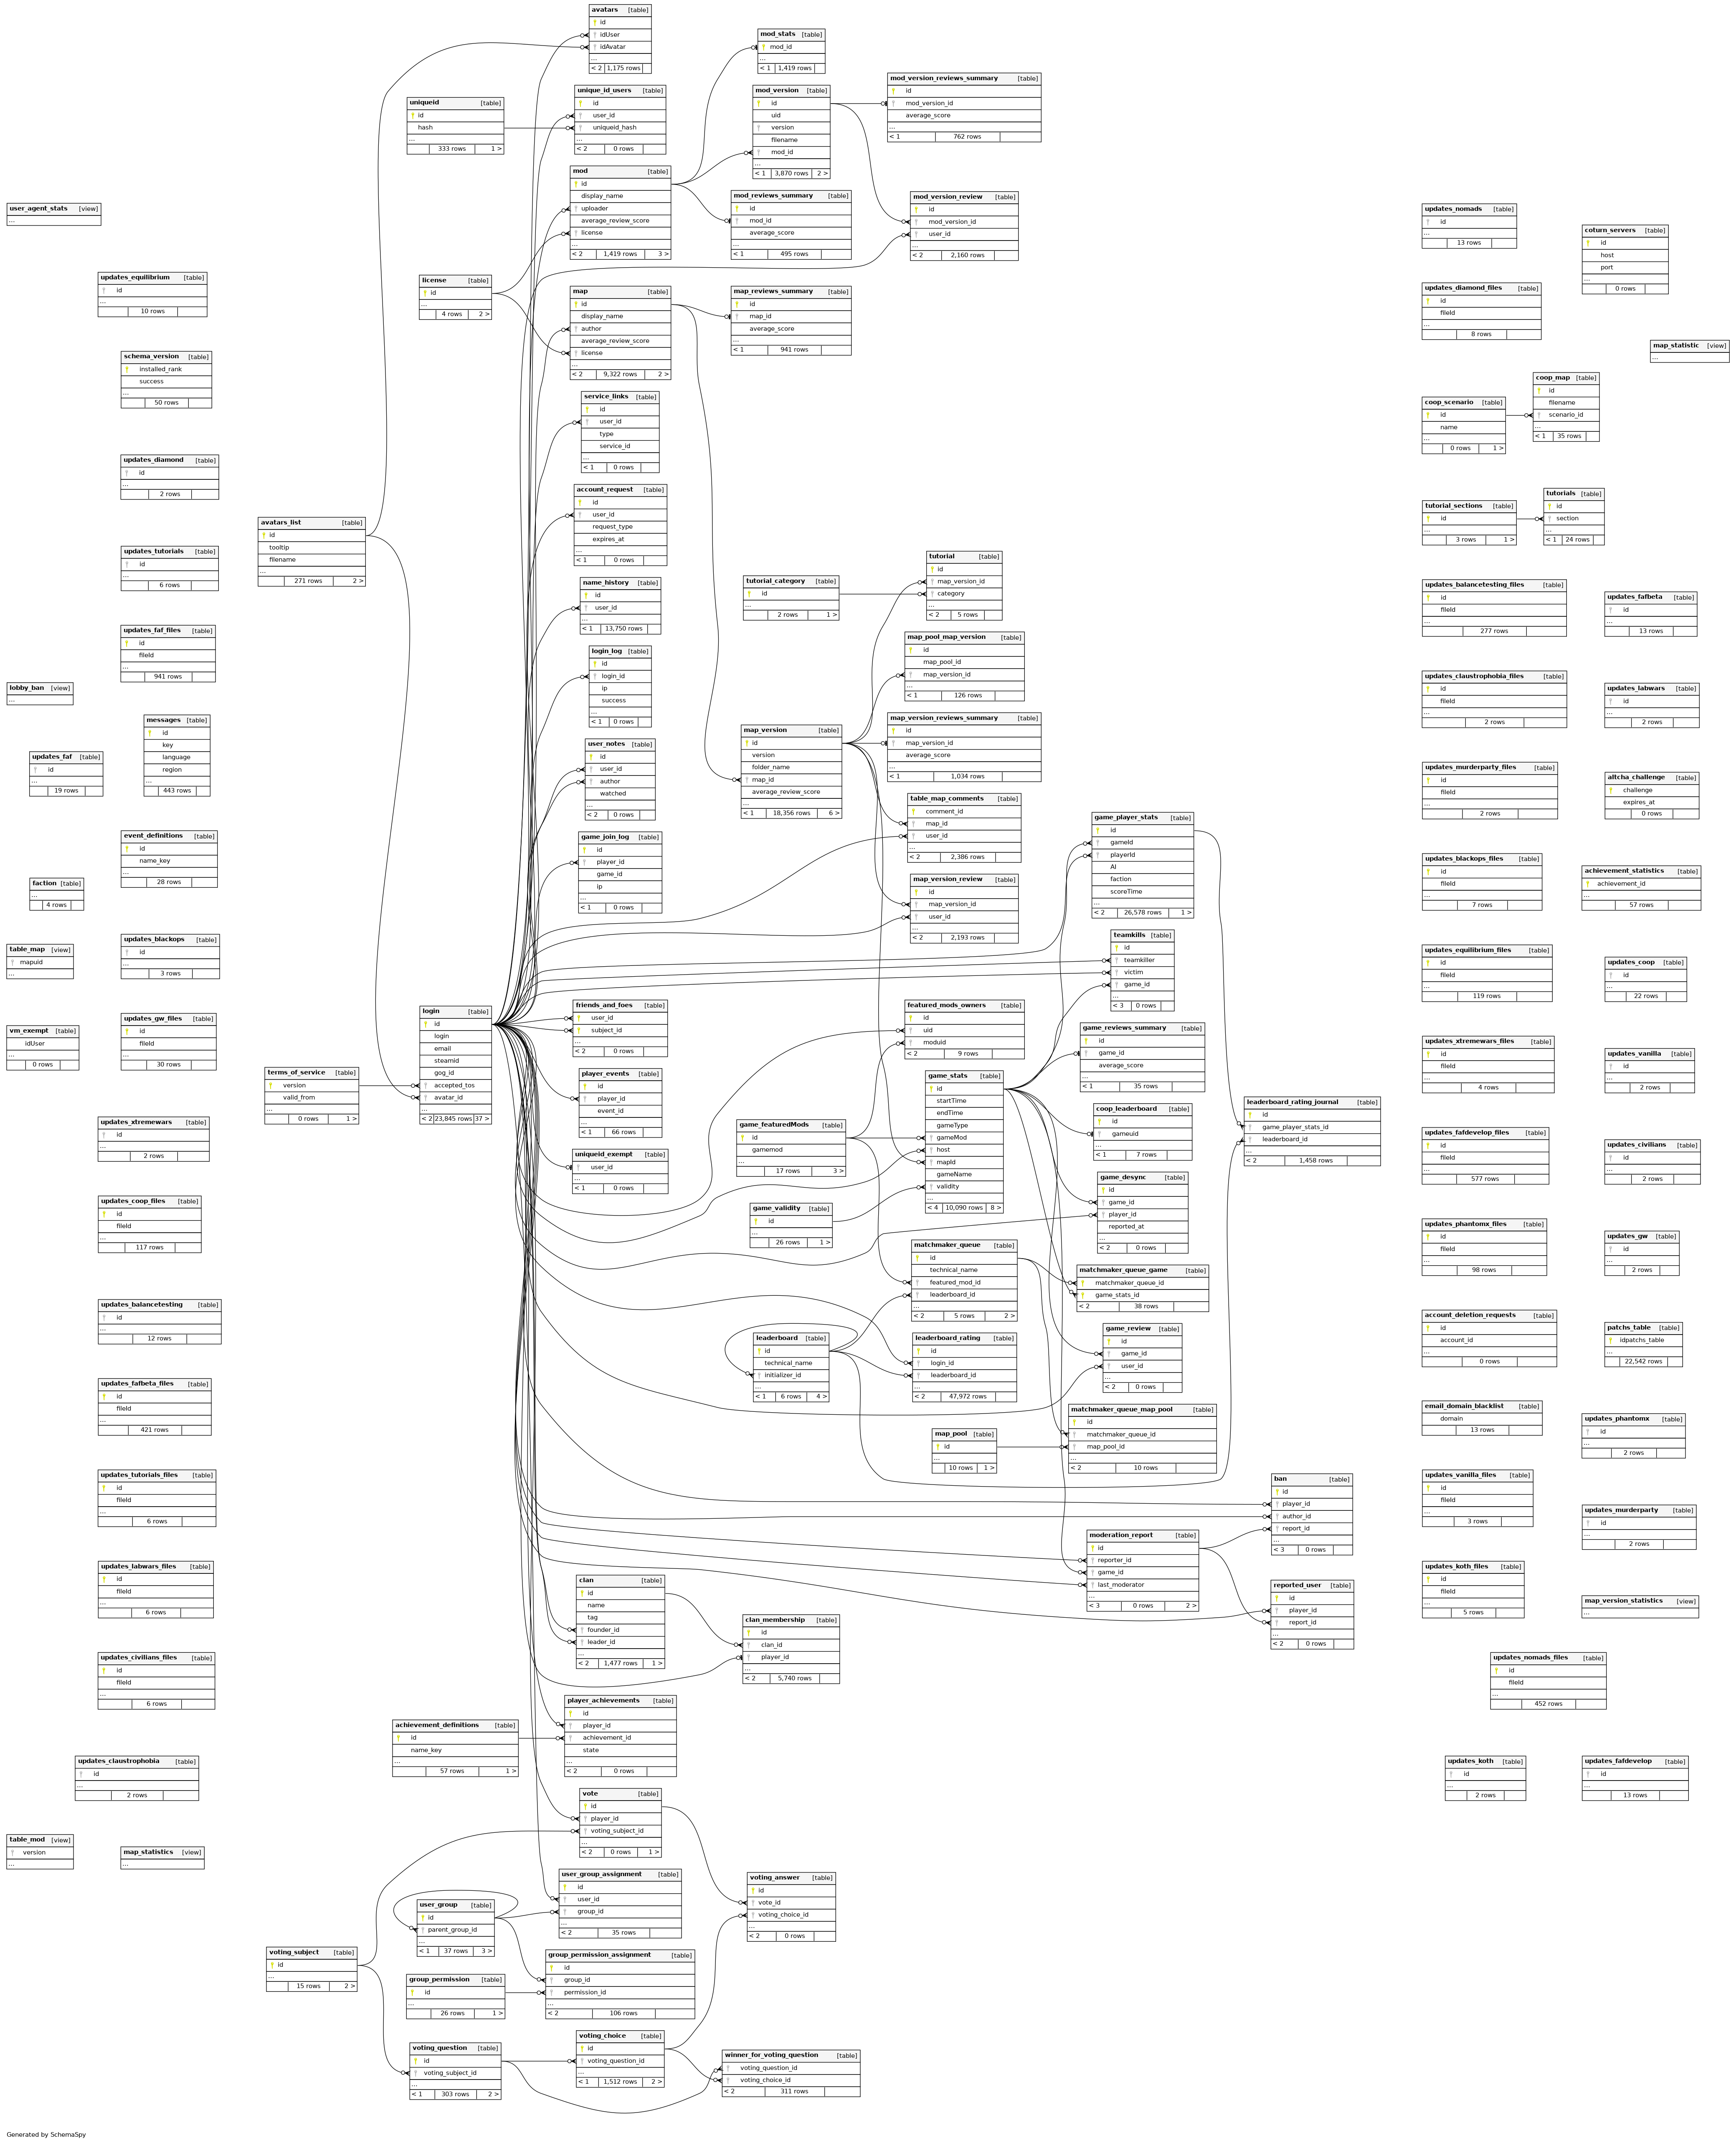 user_agent_stats [view]
...
updates_equilibrium [table]
id
...
10 rows
schema_version [table]
installed_rank
success
...
50 rows
updates_diamond [table]
id
...
2 rows
updates_tutorials [table]
id
...
6 rows
updates_faf_files [table]
id
fileId
...
941 rows
lobby_ban [view]
...
messages [table]
id
key
language
region
...
443 rows
updates_faf [table]
id
...
19 rows
event_definitions [table]
id
name_key
...
28 rows
faction [table]
...
4 rows
updates_blackops [table]
id
...
3 rows
table_map [view]
mapuid
...
updates_gw_files [table]
id
fileId
...
30 rows
vm_exempt [table]
idUser
...
0 rows
updates_xtremewars [table]
id
...
2 rows
updates_coop_files [table]
id
fileId
...
117 rows
updates_balancetesting [table]
id
...
12 rows
updates_fafbeta_files [table]
id
fileId
...
421 rows
updates_tutorials_files [table]
id
fileId
...
6 rows
updates_labwars_files [table]
id
fileId
...
6 rows
updates_civilians_files [table]
id
fileId
...
6 rows
updates_claustrophobia [table]
id
...
2 rows
table_mod [view]
version
...
map_statistics [view]
...
avatars_list [table]
id
tooltip
filename
...
271 rows 2 >
terms_of_service [table]
version
valid_from
...
0 rows 1 >
voting_subject [table]
id
...
15 rows 2 >
uniqueid [table]
id
hash
...
333 rows 1 >
license [table]
id
...
4 rows 2 >
login [table]
id
login
email
steamid
gog_id
accepted_tos
avatar_id
...
< 2 23,845 rows 37 >
achievement_definitions [table]
id
name_key
...
57 rows 1 >
user_group [table]
id
parent_group_id
...
< 1 37 rows 3 >
group_permission [table]
id
...
26 rows 1 >
voting_question [table]
id
voting_subject_id
...
< 1 303 rows 2 >
avatars [table]
id
idUser
idAvatar
...
< 2 1,175 rows
unique_id_users [table]
id
user_id
uniqueid_hash
...
< 2 0 rows
mod [table]
id
display_name
uploader
average_review_score
license
...
< 2 1,419 rows 3 >
map [table]
id
display_name
author
average_review_score
license
...
< 2 9,322 rows 2 >
service_links [table]
id
user_id
type
service_id
...
< 1 0 rows
account_request [table]
id
user_id
request_type
expires_at
...
< 1 0 rows
name_history [table]
id
user_id
...
< 1 13,750 rows
login_log [table]
id
login_id
ip
success
...
< 1 0 rows
user_notes [table]
id
user_id
author
watched
...
< 2 0 rows
game_join_log [table]
id
player_id
game_id
ip
...
< 1 0 rows
friends_and_foes [table]
user_id
subject_id
...
< 2 0 rows
player_events [table]
id
player_id
event_id
...
< 1 66 rows
uniqueid_exempt [table]
user_id
...
< 1 0 rows
clan [table]
id
name
tag
founder_id
leader_id
...
< 2 1,477 rows 1 >
player_achievements [table]
id
player_id
achievement_id
state
...
< 2 0 rows
vote [table]
id
player_id
voting_subject_id
...
< 2 0 rows 1 >
user_group_assignment [table]
id
user_id
group_id
...
< 2 35 rows
group_permission_assignment [table]
id
group_id
permission_id
...
< 2 106 rows
voting_choice [table]
id
voting_question_id
...
< 1 1,512 rows 2 >
mod_stats [table]
mod_id
...
< 1 1,419 rows
mod_version [table]
id
uid
version
filename
mod_id
...
< 1 3,870 rows 2 >
mod_reviews_summary [table]
id
mod_id
average_score
...
< 1 495 rows
map_reviews_summary [table]
id
map_id
average_score
...
< 1 941 rows
tutorial_category [table]
id
...
2 rows 1 >
map_version [table]
id
version
folder_name
map_id
average_review_score
...
< 1 18,356 rows 6 >
game_featuredMods [table]
id
gamemod
...
17 rows 3 >
game_validity [table]
id
...
26 rows 1 >
leaderboard [table]
id
technical_name
initializer_id
...
< 1 6 rows 4 >
clan_membership [table]
id
clan_id
player_id
...
< 2 5,740 rows
voting_answer [table]
id
vote_id
voting_choice_id
...
< 2 0 rows
winner_for_voting_question [table]
voting_question_id
voting_choice_id
< 2 311 rows
mod_version_reviews_summary [table]
id
mod_version_id
average_score
...
< 1 762 rows
mod_version_review [table]
id
mod_version_id
user_id
...
< 2 2,160 rows
tutorial [table]
id
map_version_id
category
...
< 2 5 rows
map_pool_map_version [table]
id
map_pool_id
map_version_id
...
< 1 126 rows
map_version_reviews_summary [table]
id
map_version_id
average_score
...
< 1 1,034 rows
table_map_comments [table]
comment_id
map_id
user_id
...
< 2 2,386 rows
map_version_review [table]
id
map_version_id
user_id
...
< 2 2,193 rows
featured_mods_owners [table]
id
uid
moduid
< 2 9 rows
game_stats [table]
id
startTime
endTime
gameType
gameMod
host
mapId
gameName
validity
...
< 4 10,090 rows 8 >
matchmaker_queue [table]
id
technical_name
featured_mod_id
leaderboard_id
...
< 2 5 rows 2 >
leaderboard_rating [table]
id
login_id
leaderboard_id
...
< 2 47,972 rows
map_pool [table]
id
...
10 rows 1 >
game_player_stats [table]
id
gameId
playerId
AI
faction
scoreTime
...
< 2 26,578 rows 1 >
teamkills [table]
id
teamkiller
victim
game_id
...
< 3 0 rows
game_reviews_summary [table]
id
game_id
average_score
...
< 1 35 rows
coop_leaderboard [table]
id
gameuid
...
< 1 7 rows
game_desync [table]
id
game_id
player_id
reported_at
...
< 2 0 rows
matchmaker_queue_game [table]
matchmaker_queue_id
game_stats_id
< 2 38 rows
game_review [table]
id
game_id
user_id
...
< 2 0 rows
matchmaker_queue_map_pool [table]
id
matchmaker_queue_id
map_pool_id
...
< 2 10 rows
moderation_report [table]
id
reporter_id
game_id
last_moderator
...
< 3 0 rows 2 >
leaderboard_rating_journal [table]
id
game_player_stats_id
leaderboard_id
...
< 2 1,458 rows
ban [table]
id
player_id
author_id
report_id
...
< 3 0 rows
reported_user [table]
id
player_id
report_id
...
< 2 0 rows
updates_nomads [table]
id
...
13 rows
coturn_servers [table]
id
host
port
...
0 rows
updates_diamond_files [table]
id
fileId
...
8 rows
map_statistic [view]
...
coop_scenario [table]
id
name
...
0 rows 1 >
coop_map [table]
id
filename
scenario_id
...
< 1 35 rows
tutorial_sections [table]
id
...
3 rows 1 >
tutorials [table]
id
section
...
< 1 24 rows
updates_balancetesting_files [table]
id
fileId
...
277 rows
updates_fafbeta [table]
id
...
13 rows
updates_claustrophobia_files [table]
id
fileId
...
2 rows
updates_labwars [table]
id
...
2 rows
updates_murderparty_files [table]
id
fileId
...
2 rows
altcha_challenge [table]
challenge
expires_at
...
0 rows
updates_blackops_files [table]
id
fileId
...
7 rows
achievement_statistics [table]
achievement_id
...
57 rows
updates_equilibrium_files [table]
id
fileId
...
119 rows
updates_coop [table]
id
...
22 rows
updates_xtremewars_files [table]
id
fileId
...
4 rows
updates_vanilla [table]
id
...
2 rows
updates_fafdevelop_files [table]
id
fileId
...
577 rows
updates_civilians [table]
id
...
2 rows
updates_phantomx_files [table]
id
fileId
...
98 rows
updates_gw [table]
id
...
2 rows
account_deletion_requests [table]
id
account_id
...
0 rows
patchs_table [table]
idpatchs_table
...
22,542 rows
email_domain_blacklist [table]
domain
13 rows
updates_phantomx [table]
id
...
2 rows
updates_vanilla_files [table]
id
fileId
...
3 rows
updates_murderparty [table]
id
...
2 rows
updates_koth_files [table]
id
fileId
...
5 rows
map_version_statistics [view]
...
updates_nomads_files [table]
id
fileId
...
452 rows
updates_koth [table]
id
...
2 rows
updates_fafdevelop [table]
id
...
13 rows
Generated by SchemaSpy